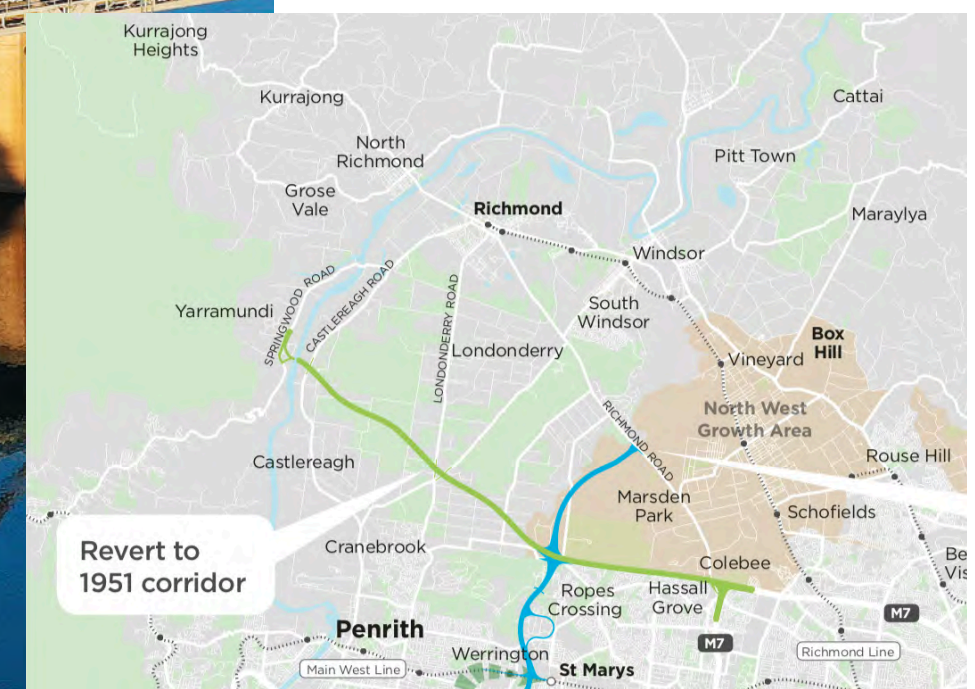 Kurrajong
Heights
Kurrajong
Cattai
North
Richmond
Pitt Town
Grose
Vale
Richmond
Maraylya
Windsor
SPRINGWOOD ROAD
CASTLEREAGH ROAD
LONDONDERRY ROAD
Yarramundi
South
Windsor
Box
Hill
Londonderry
Vineyard
RICHMOND ROAD
North West
Growth Area
Castlereagh
Rouse Hill
Marsden
Park
Schofields
Revert to
1951 corridor
Cranebrook
Colebee
Be
Vis
Ropes
Crossing
Hassall
Grove
M7
Penrith
M7
Richmond Line
Werrington
Main West Line
St Marys